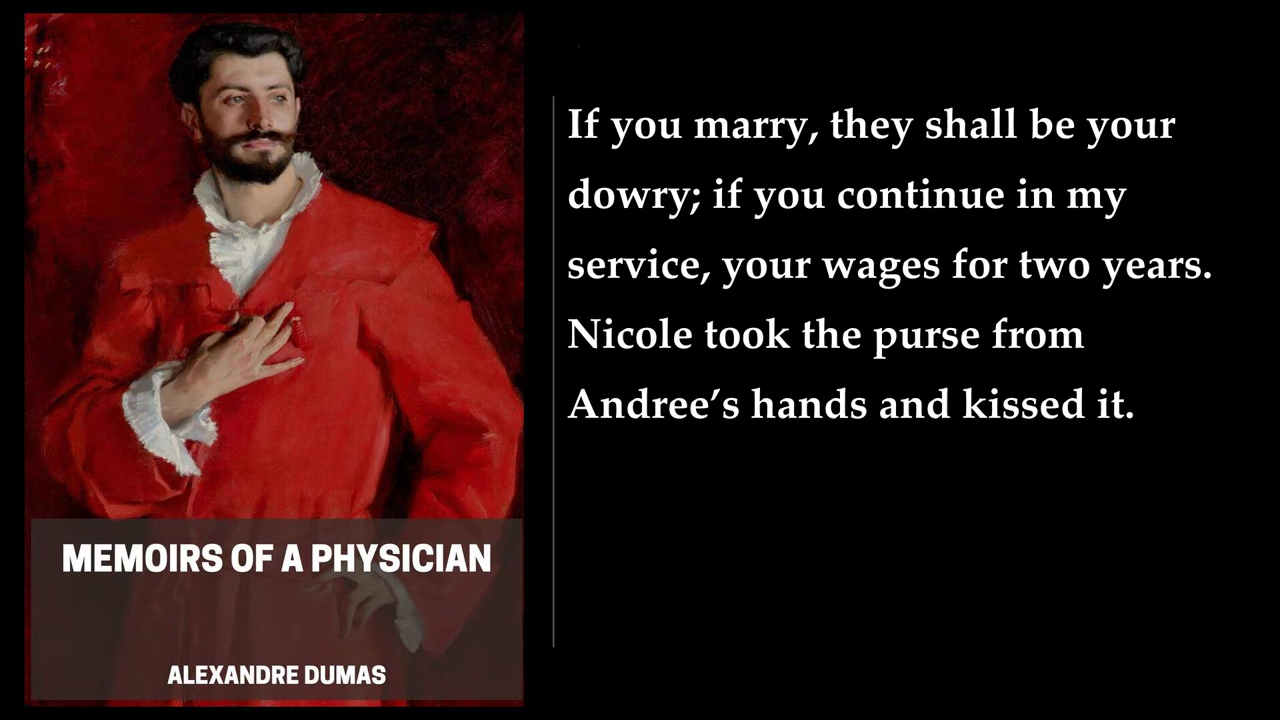 If you marry, they shall be your
dowry; if you continue in my
service, your wages for two years.
Nicole took the purse from
Andree’s hands and kissed it.
MEMOIRS OF A PHYSICIAN
ALEXANDRE DUMAS